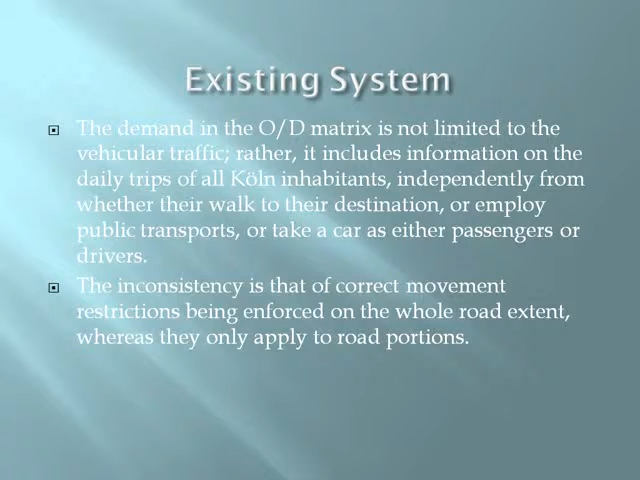 Existing System
The demand in the O/D matrix is not limited to the
vehicular traffic; rather, it includes information on the
daily trips of all Köln inhabitants, independently from
whether their walk to their destination, or employ
public transports, or take a car as either passengers or
drivers.
The inconsistency is that of correct movement
restrictions being enforced on the whole road extent,
whereas they only apply to road portions.